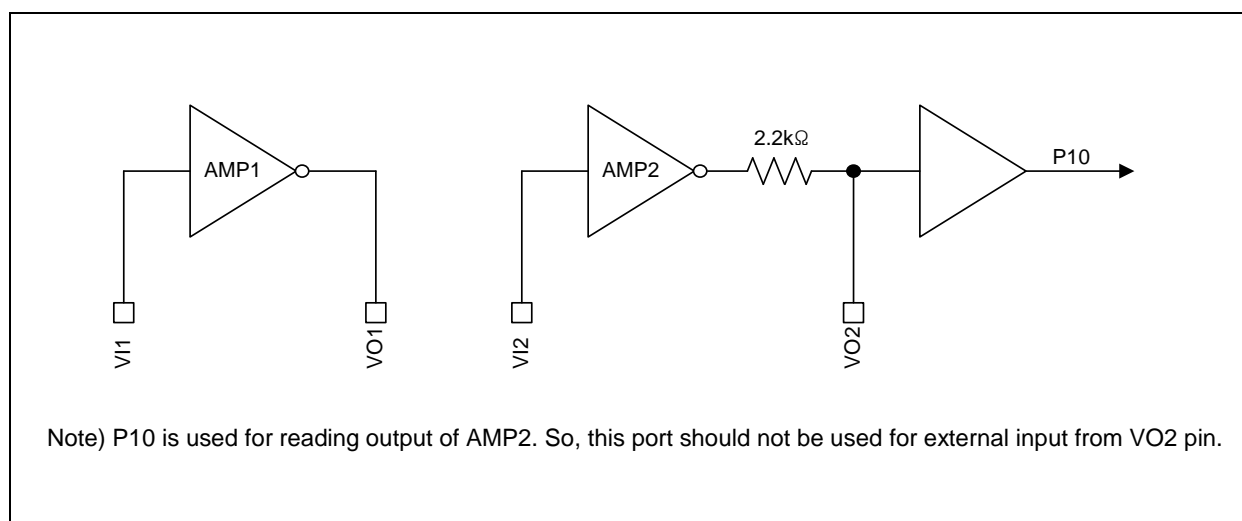 AMP1
VI1
VO1
AMP2
2.2kΩ
P10
VI2
VO2
Note) P10 is used for reading output of AMP2. So, this port should not be used for external input from VO2 pin.